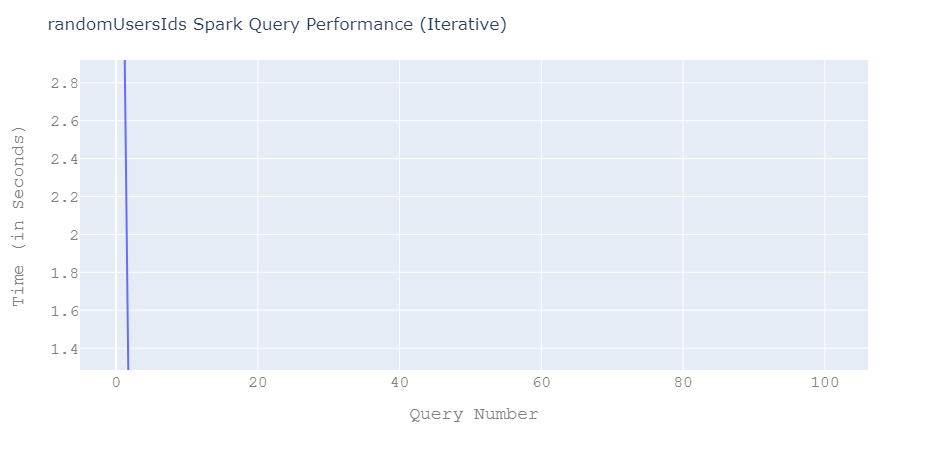 randomUsersIds Spark Query Performance (Iterative)
2.8
2.6
2.4
2.2
2
1.8
1.6
1.4
Time (in Seconds)
0 20 40 60 80 100
Query Number